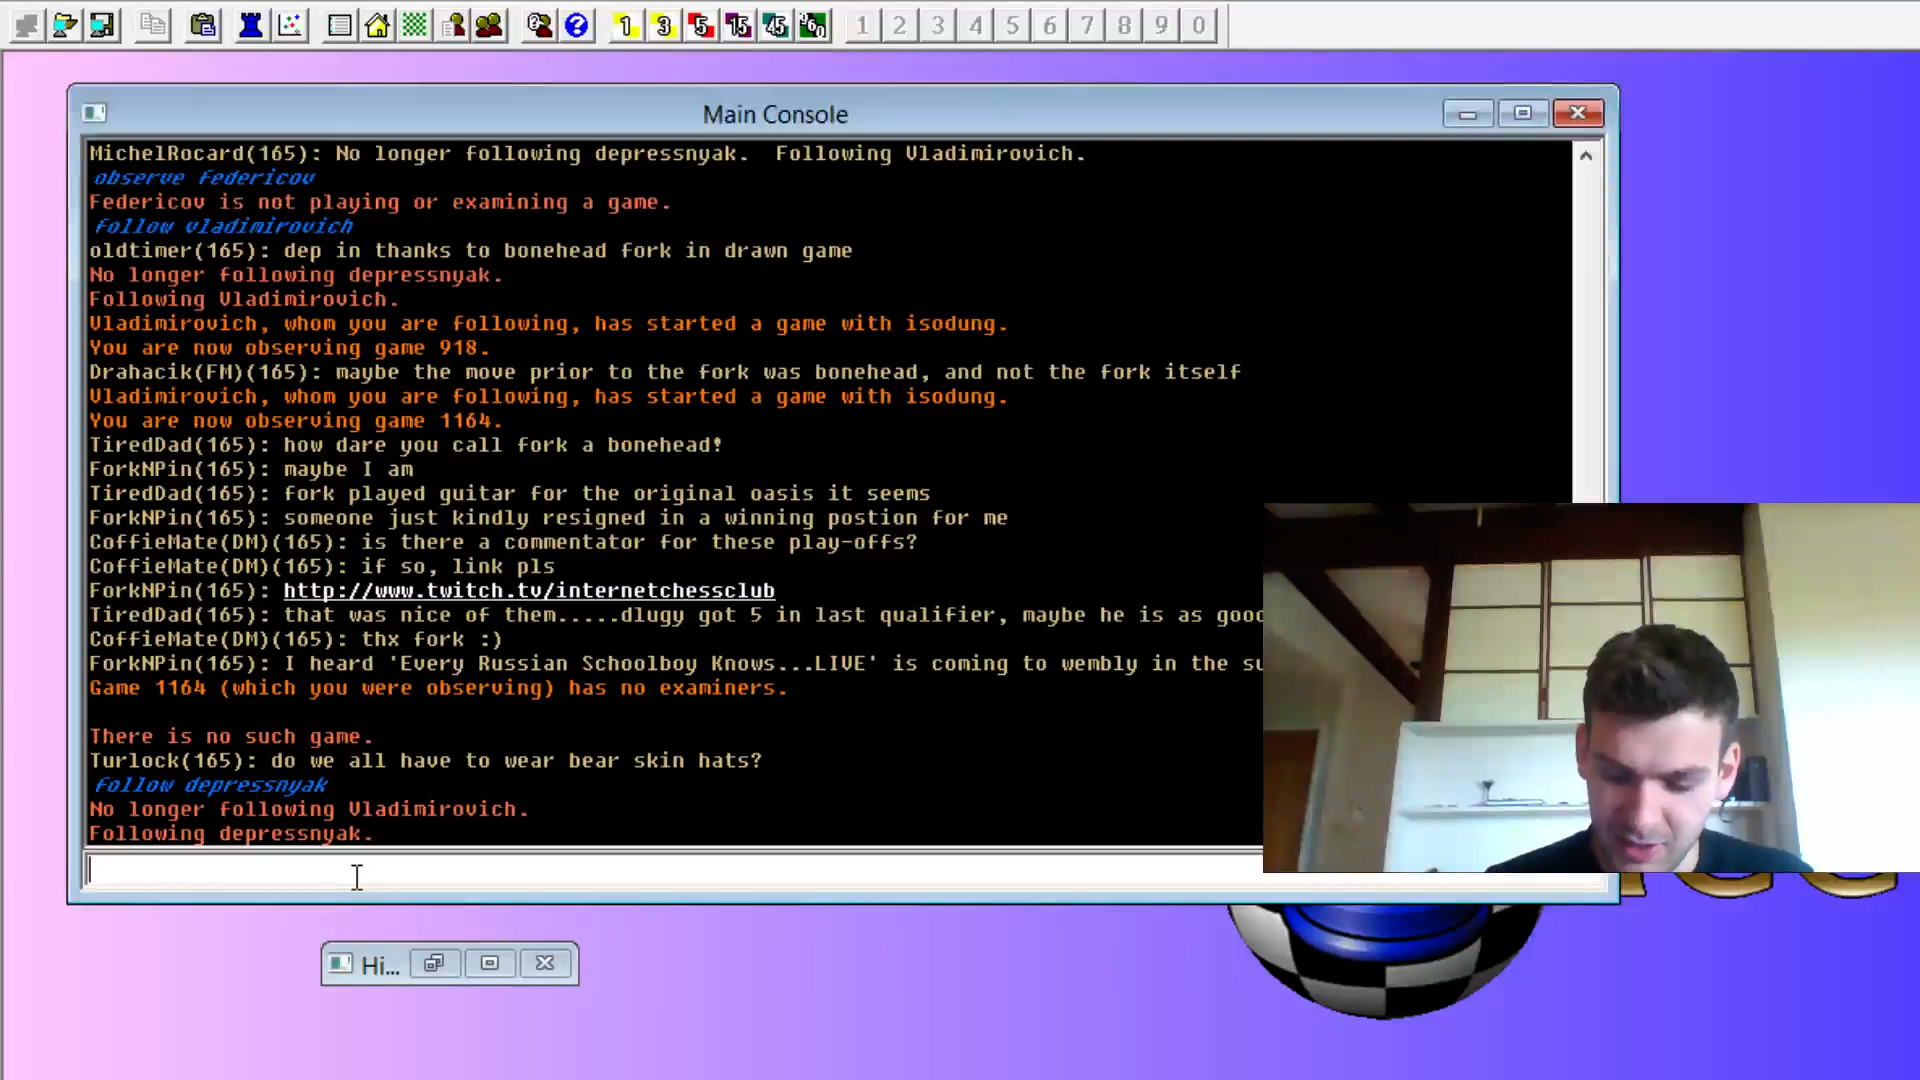 1 3 5 15 45 1 2 3 4 5 6 7 8 9 0
Main Console
MichelRocard(165): No longer following depressnyak.  Following Vladimirovich.
observe Federicov
Federicov is not playing or examining a game.
follow vladimirovich
oldtimer(165): dep in thanks to bonehead fork in drawn game
No longer following depressnyak.
Following Vladimirovich.
Vladimirovich, whom you are following, has started a game with isodung.
You are now observing game 918.
Drahacik(FM)(165): maybe the move prior to the fork was bonehead, and not the fork itself
Vladimirovich, whom you are following, has started a game with isodung.
You are now observing game 1164.
TiredDad(165): how dare you call fork a bonehead!
ForkNPin(165): maybe I am
TiredDad(165): fork played guitar for the original oasis it seems
ForkNPin(165): someone just kindly resigned in a winning postion for me
CoffieMate(DM)(165): is there a commentator for these play-offs?
CoffieMate(DM)(165): if so, link pls
ForkNPin(165): http://www.twitch.tv/internetchessclub
TiredDad(165): that was nice of them.....dlugy got 5 in last qualifier, maybe he is as good
CoffieMate(DM)(165): thx fork :)
ForkNPin(165): I heard 'Every Russian Schoolboy Knows...LIVE' is coming to wembly in the su
Game 1164 (which you were observing) has no examiners.
There is no such game.
Turlock(165): do we all have to wear bear skin hats?
follow depressnyak
No longer following Vladimirovich.
Following depressnyak.
Hi...